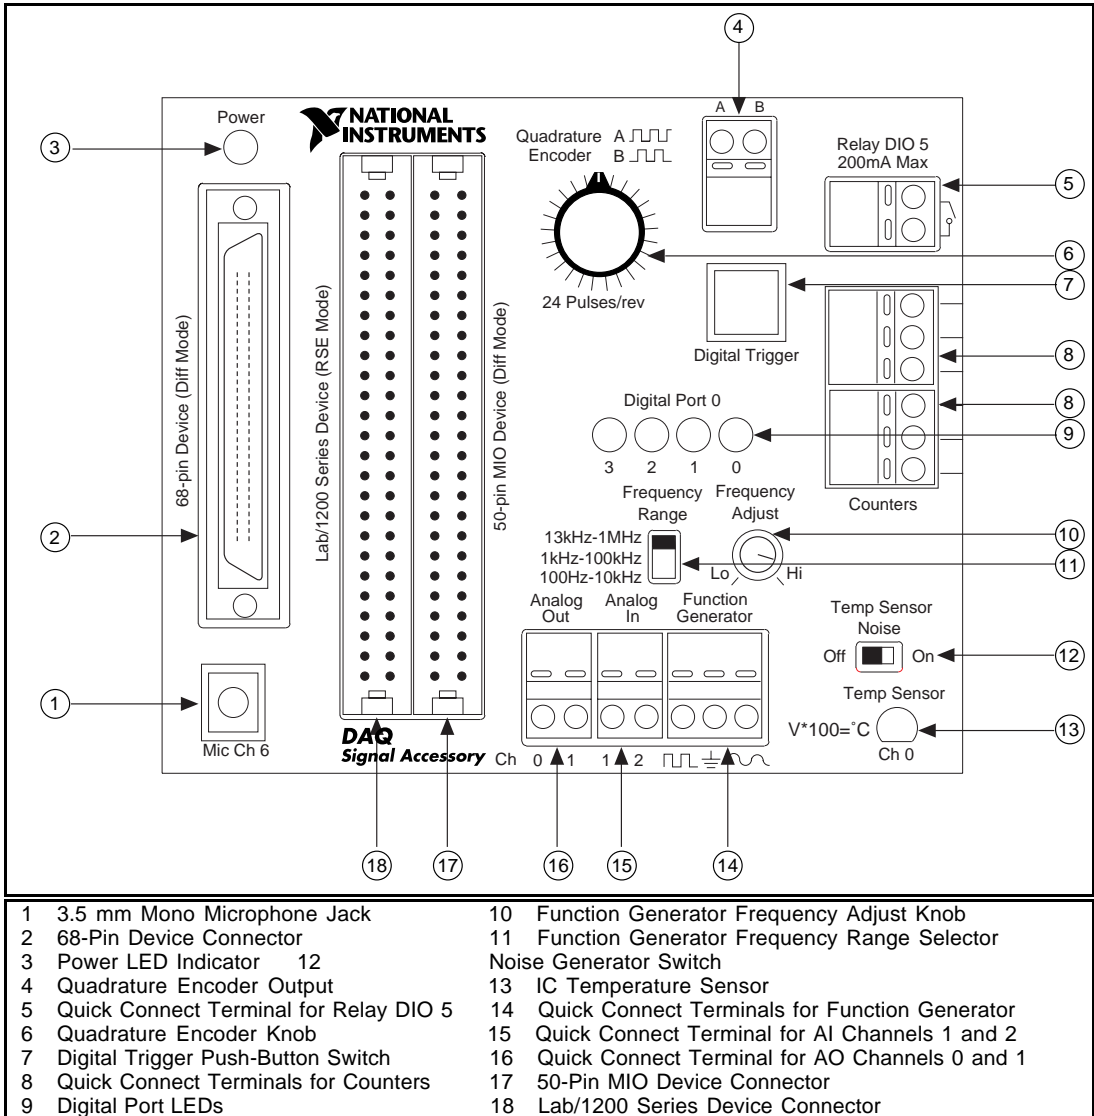 4
A B
Power
NATIONAL
INSTRUMENTS
Quadrature A
Encoder B
Relay DIO 5
200mA Max
3
5
6
7
24 Pulses/rev
Digital Trigger
68-pin Device (Diff Mode)
Lab/1200 Series Device (RSE Mode)
50-pin MIO Device (Diff Mode)
8
8
Digital Port 0
9
3 2 1 0
Counters
Frequency
Range
Frequency
Adjust
2
13kHz-1MHz
1kHz-100kHz
100Hz-10kHz
Lo Hi
10
11
Analog
Out
Analog
In
Function
Generator
Temp Sensor
Noise
Off On
12
1
Temp Sensor
V*100=˚C
13
Ch 0
Mic Ch 6
DAQ
Signal Accessory
Ch 0 1 1 2
18 17 16 15 14
1 3.5 mm Mono Microphone Jack
2 68-Pin Device Connector
3 Power LED Indicator 12
4 Quadrature Encoder Output
5 Quick Connect Terminal for Relay DIO 5
6 Quadrature Encoder Knob
7 Digital Trigger Push-Button Switch
8 Quick Connect Terminals for Counters
9 Digital Port LEDs
10 Function Generator Frequency Adjust Knob
11 Function Generator Frequency Range Selector
Noise Generator Switch
13 IC Temperature Sensor
14 Quick Connect Terminals for Function Generator
15 Quick Connect Terminal for AI Channels 1 and 2
16 Quick Connect Terminal for AO Channels 0 and 1
17 50-Pin MIO Device Connector
18 Lab/1200 Series Device Connector